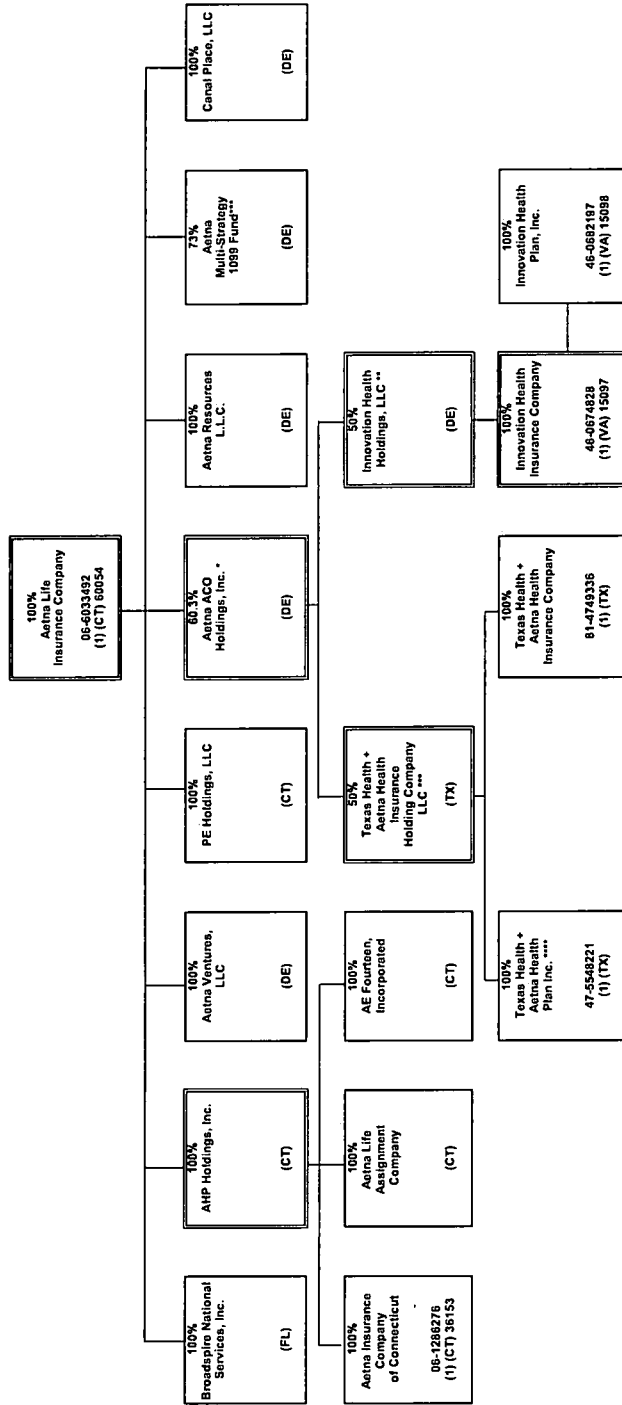 100%
Aetna Life
Insurance Company
06-6033492
(1) (CT) 60054
100%
Broadspire National
Services, Inc.
(FL)
100%
AHP Holdings, Inc.
(CT)
100%
Aetna Ventures,
LLC
(DE)
100%
PE Holdings, LLC
(CT)
60.3%
Aetna ACO
Holdings, Inc. *
(DE)
100%
Aetna Resources
L.L.C.
(DE)
73%
Aetna
Multi-Strategy
1099 Fund***
(DE)
100%
Canal Place, LLC
(DE)
100%
Aetna Insurance
Company
of Connecticut
06-1286276
(1) (CT) 36153
100%
Aetna Life
Assignment
Company
(CT)
100%
AE Fourteen,
Incorporated
(CT)
50%
Texas Health +
Aetna Health
Insurance
Holding Company
LLC ***
(TX)
50%
Innovation Health
Holdings, LLC **
(DE)
100%
Texas Health +
Aetna Health
Plan Inc. ****
47-5548221
(1) (TX)
100%
Texas Health +
Aetna Health
Insurance Company
81-4749336
(1) (TX)
100%
Innovation Health
Insurance Company
46-0674828
(1) (VA) 15097
100%
Innovation Health
Plan, Inc.
46-0682197
(1) (VA) 15098